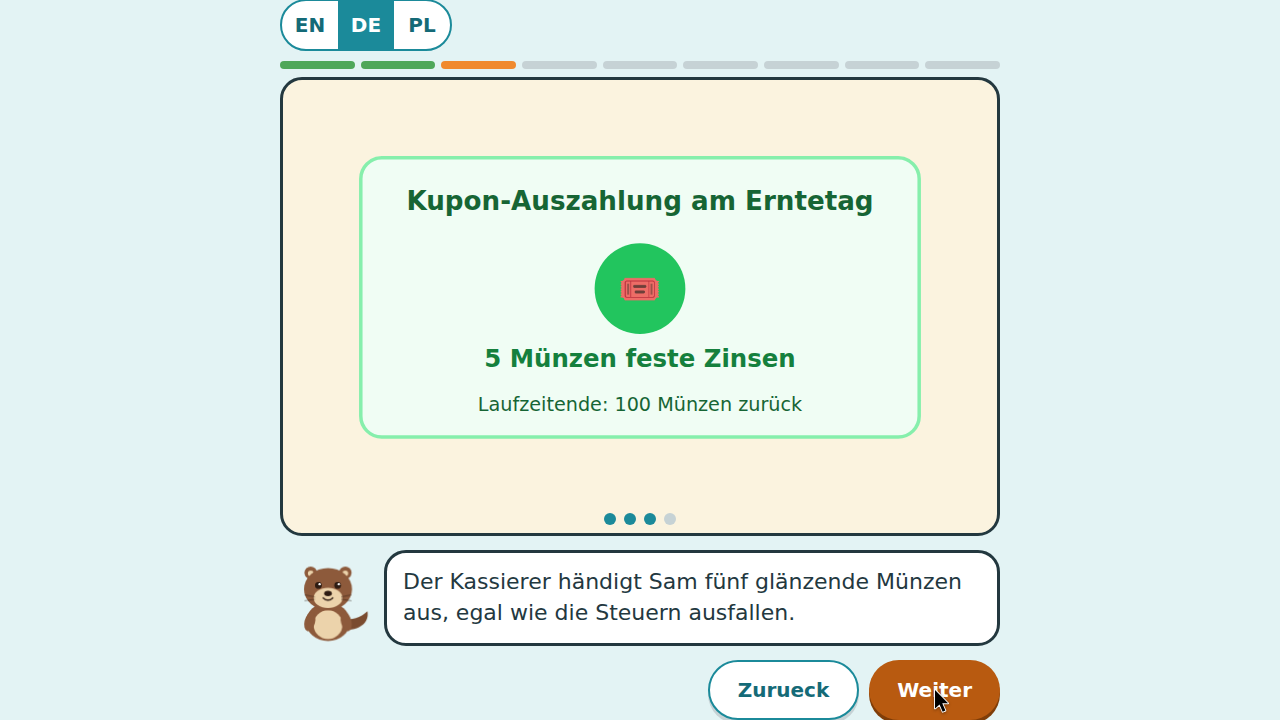 EN DE PL
Kupon-Auszahlung am Erntetag
5 Münzen feste Zinsen
Laufzeitende: 100 Münzen zurück
Der Kassierer händigt Sam fünf glänzende Münzen
aus, egal wie die Steuern ausfallen.
Zurueck Weiter